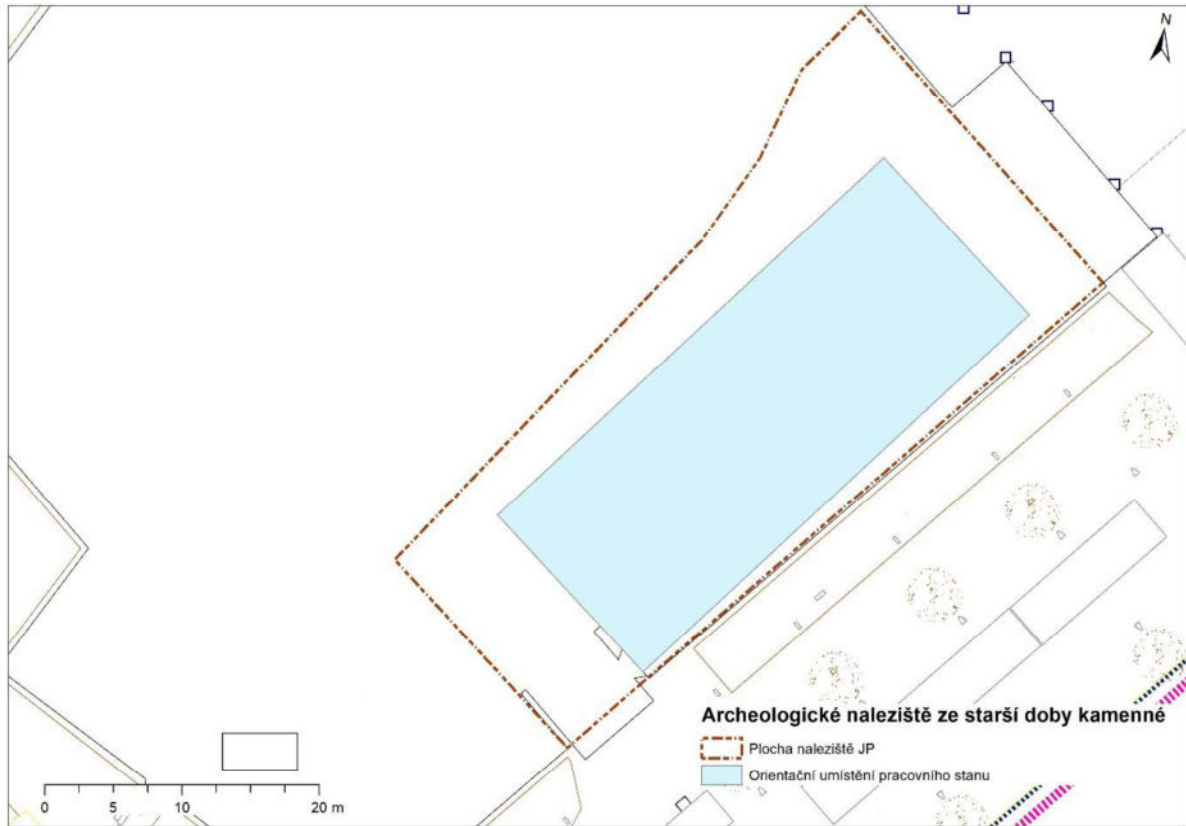 N
Archeologické naleziště ze starší doby kamenné
Plocha naleziště JP
Orientační umístění pracovního stanu
0 5 10 20 m